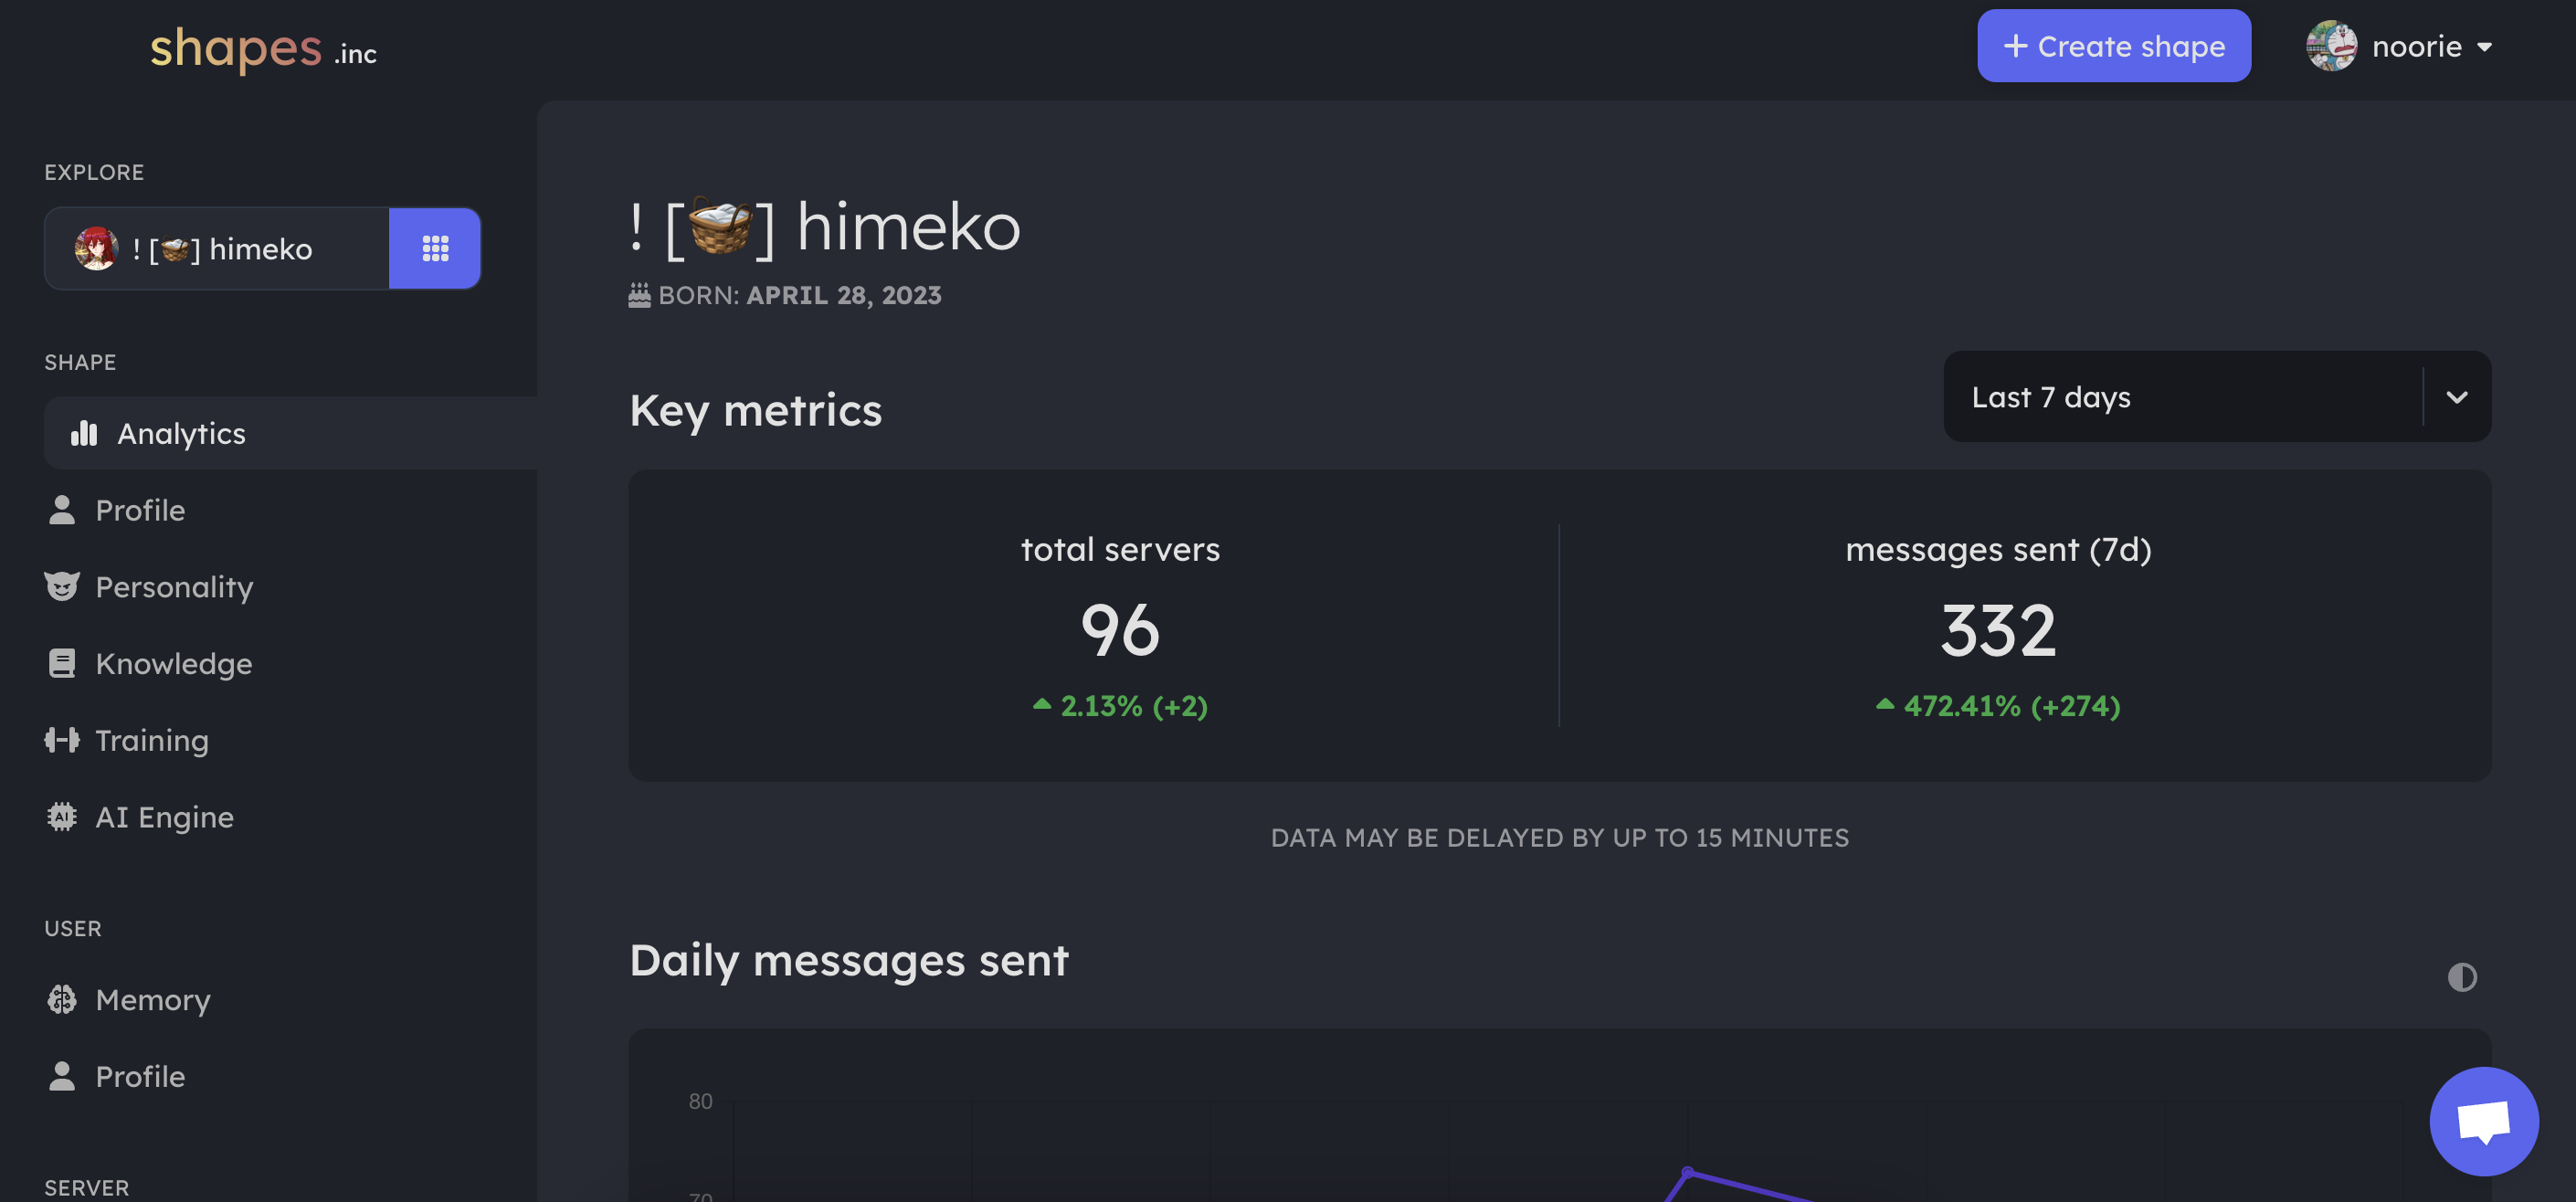 shapes .inc
+ Create shape
noorie
EXPLORE
! [🧺] himeko
SHAPE
Analytics
Profile
Personality
Knowledge
Training
AI Engine
USER
Memory
Profile
SERVER
! [🧺] himeko
BORN: APRIL 28, 2023
Key metrics
Last 7 days
total servers
96
2.13% (+2)
messages sent (7d)
332
472.41% (+274)
DATA MAY BE DELAYED BY UP TO 15 MINUTES
Daily messages sent
80
70